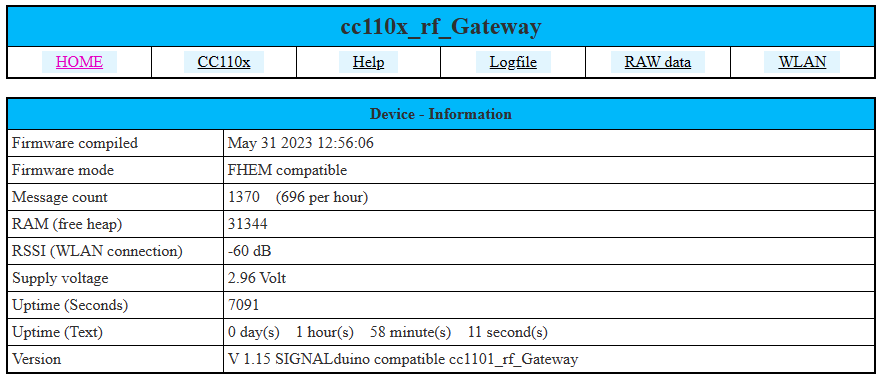 cc110x_rf_Gateway
HOME CC110x Help Logfile RAW data WLAN
Device - Information
Firmware compiled May 31 2023 12:56:06
Firmware mode FHEM compatible
Message count 1370 (696 per hour)
RAM (free heap) 31344
RSSI (WLAN connection) -60 dB
Supply voltage 2.96 Volt
Uptime (Seconds) 7091
Uptime (Text) 0 day(s) 1 hour(s) 58 minute(s) 11 second(s)
Version V 1.15 SIGNALduino compatible cc1101_rf_Gateway